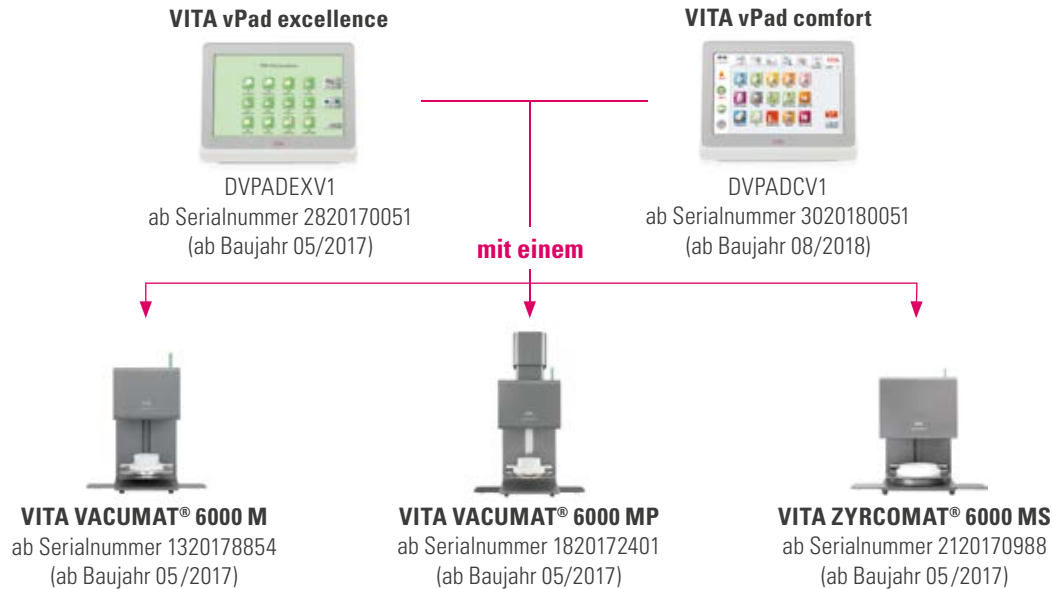 VITA vPad excellence
VITA vPad comfort
DVPADEXV1
ab Serialnummer 2820170051
(ab Baujahr 05/2017)
DVPADCV1
ab Serialnummer 3020180051
(ab Baujahr 08/2018)
mit einem
VITA VACUMAT® 6000 M
ab Serialnummer 1320178854
(ab Baujahr 05/2017)
VITA VACUMAT® 6000 MP
ab Serialnummer 1820172401
(ab Baujahr 05/2017)
VITA ZYRCOMAT® 6000 MS
ab Serialnummer 2120170988
(ab Baujahr 05/2017)